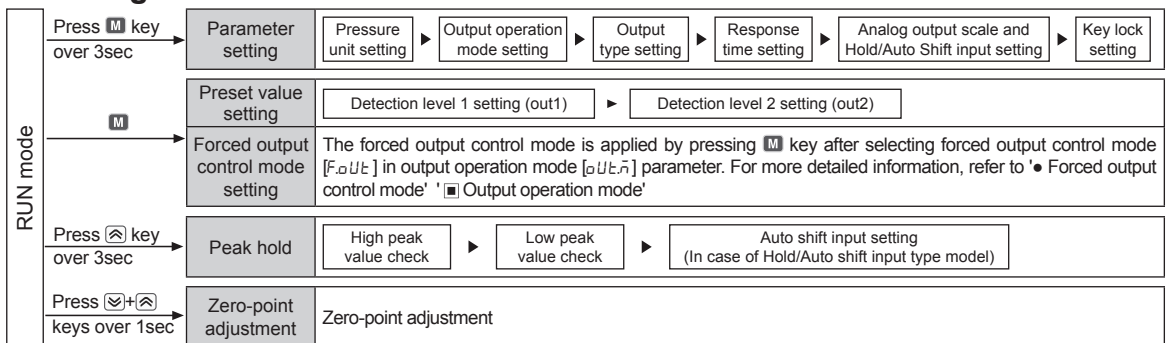 RUN mode
Press M key
over 3sec
Parameter
setting
Pressure
unit setting
▶
Output operation
mode setting
▶
Output
type setting
▶
Response
time setting
▶
Analog output scale and
Hold/Auto Shift input setting
▶
Key lock
setting
M
Preset value
setting
Detection level 1 setting (out1)
▶
Detection level 2 setting (out2)
Forced output
control mode
setting
The forced output control mode is applied by pressing M key after selecting forced output control mode
[F.oUt] in output operation mode [oUt.m] parameter. For more detailed information, refer to '● Forced output
control mode' ' ▣ Output operation mode'
Press ︽ key
over 3sec
Peak hold
High peak
value check
▶
Low peak
value check
▶
Auto shift input setting
(In case of Hold/Auto shift input type model)
Press ︾+︽
keys over 1sec
Zero-point
adjustment
Zero-point adjustment